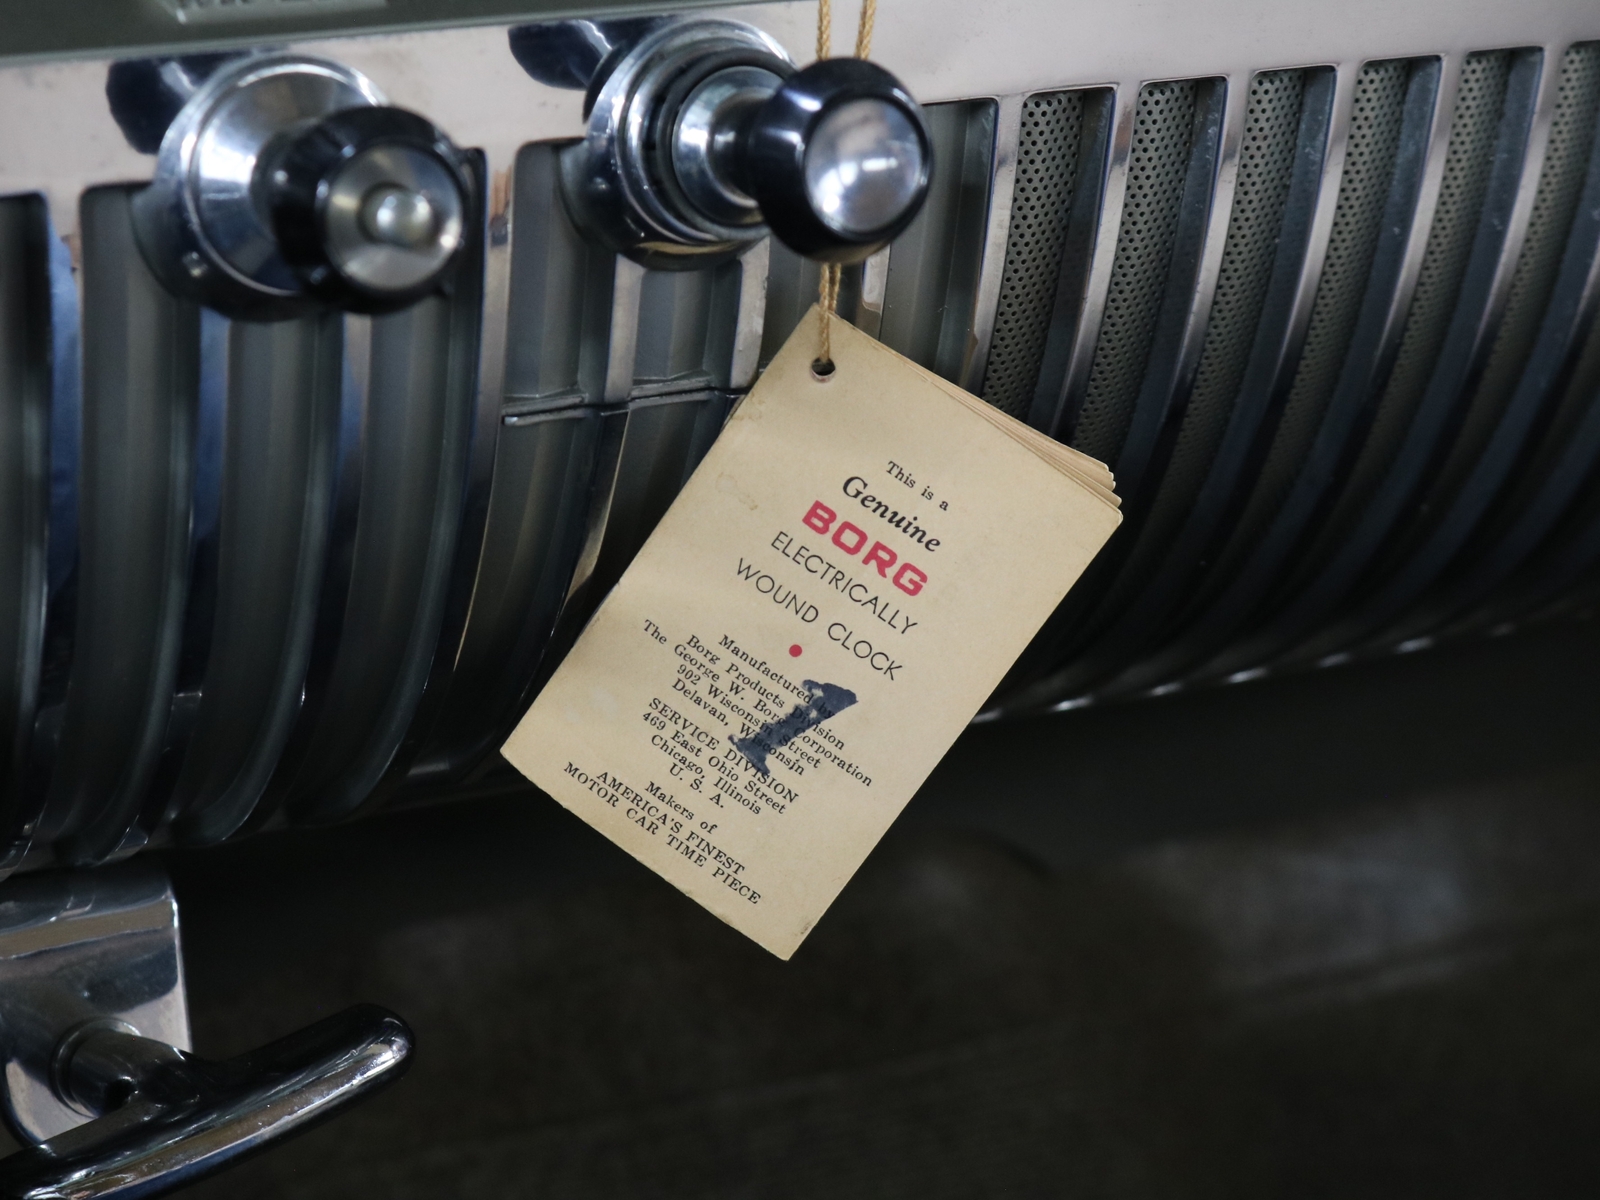 This is a
Genuine
BORG
ELECTRICALLY
WOUND CLOCK
Manufactured by
Borg Products Division
The George W. Borg Corporation
902 Wisconsin Street
Delavan, Wisconsin
SERVICE DIVISION
469 East Ohio Street
Chicago, Illinois
U. S. A.
Makers of
AMERICA'S FINEST
MOTOR CAR TIME PIECE
1